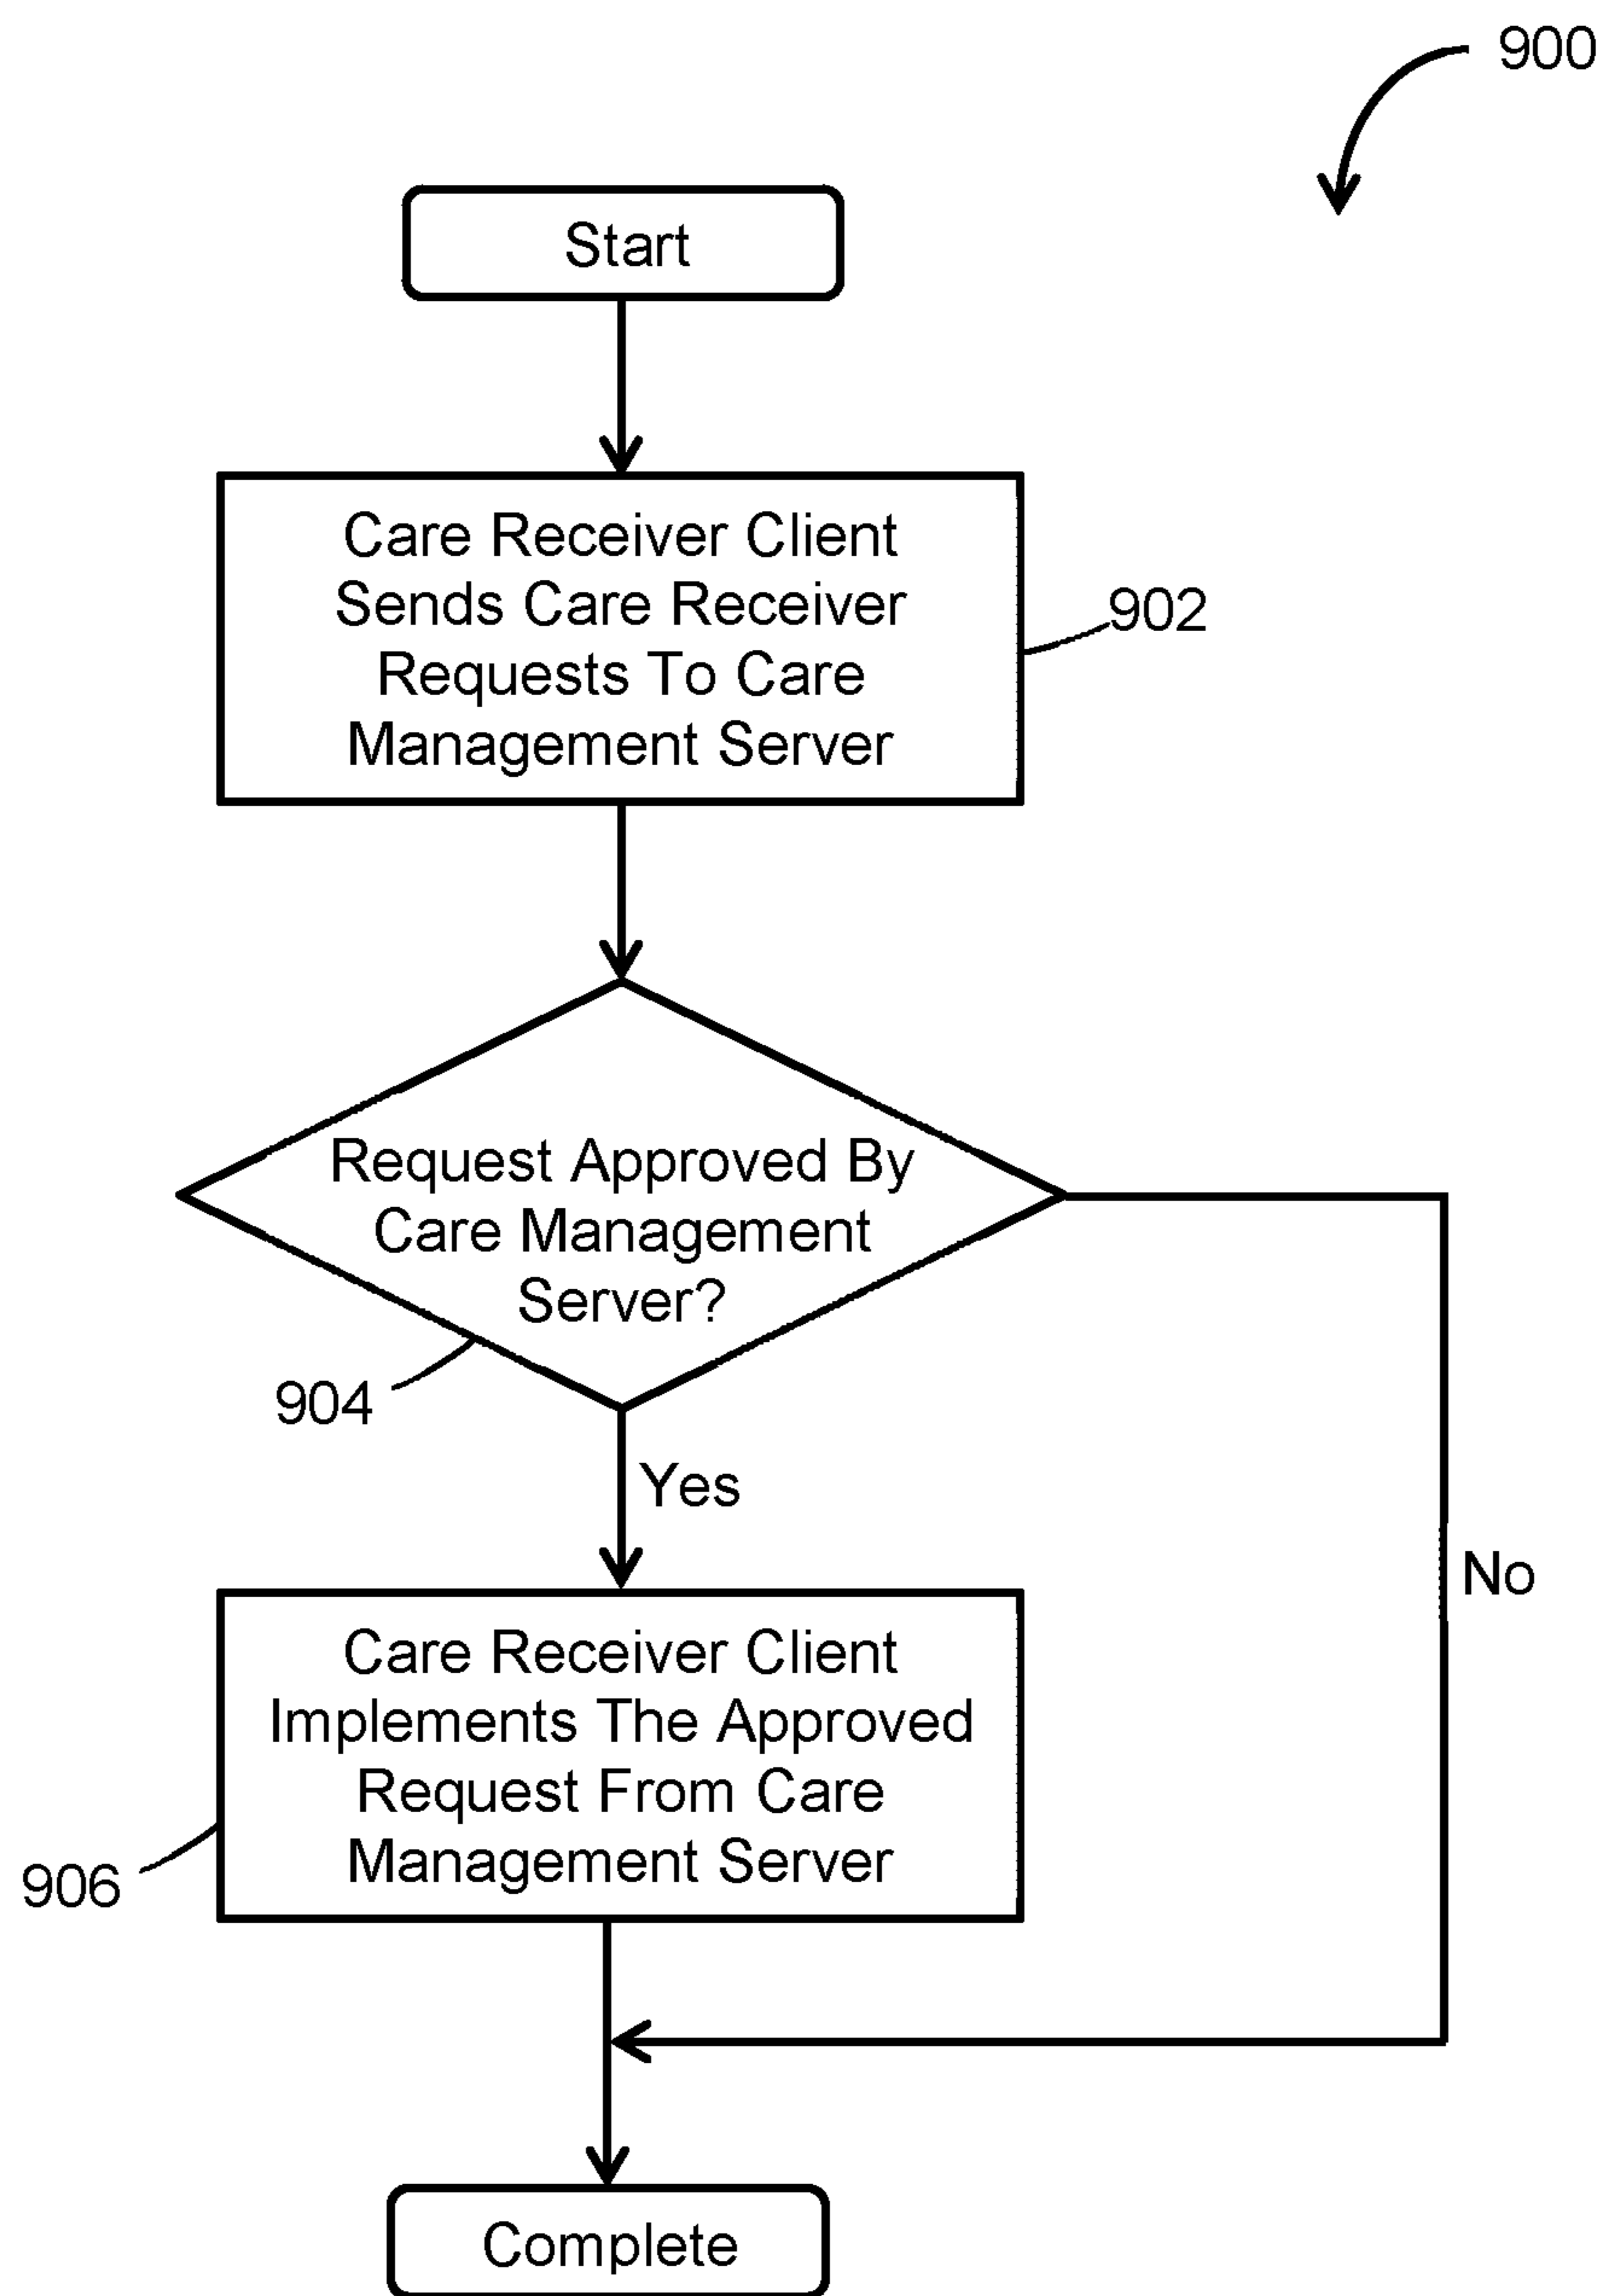 900
Start
Care Receiver Client
Sends Care Receiver
Requests To Care
Management Server
902
Request Approved By
Care Management
Server?
904
Yes
No
Care Receiver Client
Implements The Approved
Request From Care
Management Server
906
Complete